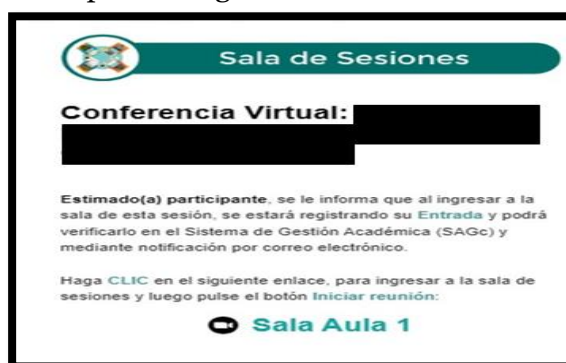 Sala de Sesiones
Conferencia Virtual:
Estimado(a) participante, se le informa que al ingresar a la
sala de esta sesión, se estará registrando su Entrada y podrá
verificarlo en el Sistema de Gestión Académica (SAGc) y
mediante notificación por correo electrónico.
Haga CLIC en el siguiente enlace, para ingresar a la sala de
sesiones y luego pulse el botón Iniciar reunión:
Sala Aula 1